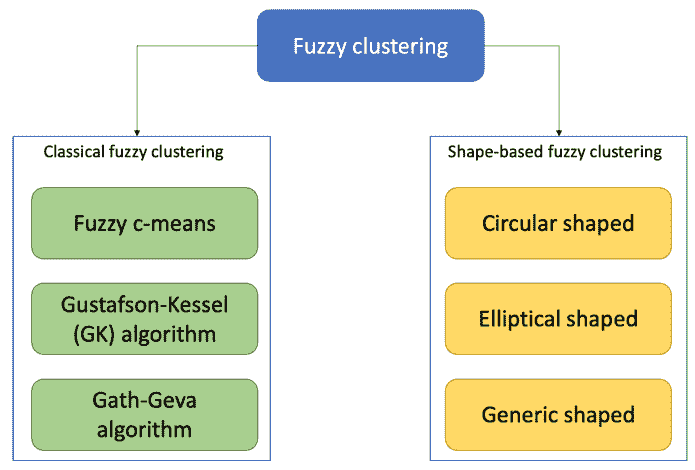 Fuzzy clustering
Classical fuzzy clustering
Fuzzy c-means
Gustafson-Kessel
(GK) algorithm
Gath-Geva
algorithm
Shape-based fuzzy clustering
Circular shaped
Elliptical shaped
Generic shaped